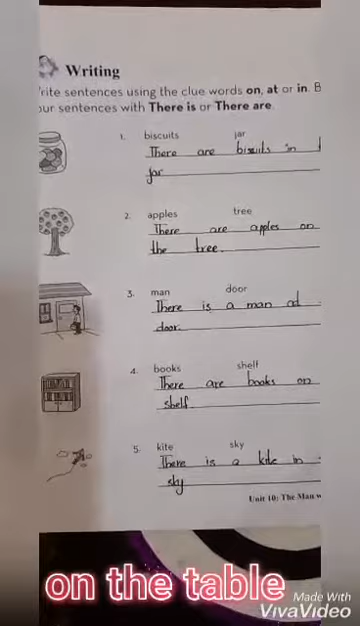 Writing
rite sentences using the clue words on, at or in. B
our sentences with There is or There are.
1. biscuits jar
There are biscuits in
jar
2. apples tree
There are apples on
the tree.
3. man door
There is a man
door.
4. books shelf
There are books on
shelf
5. kite sky
There is a kite in
sky
Unit 10: The Man w
on the table
Made With
VivaVideo